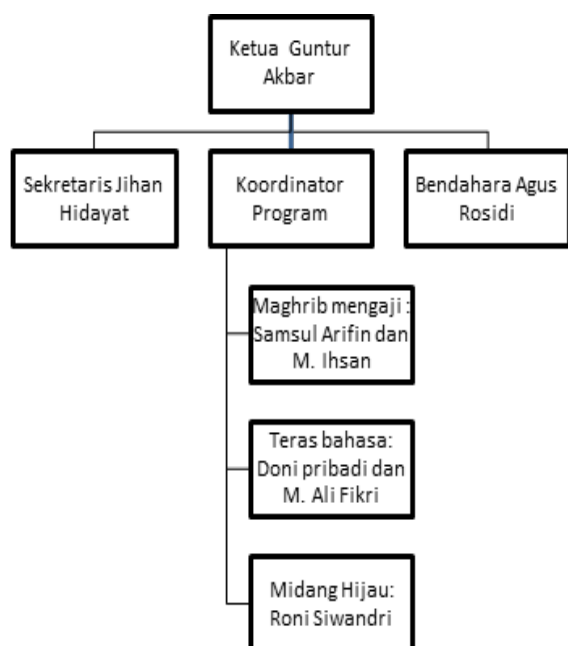 Ketua Guntur
Akbar
Sekretaris Jihan
Hidayat
Koordinator
Program
Bendahara Agus
Rosidi
Maghrib mengaji :
Samsul Arifin dan
M. Ihsan
Teras bahasa:
Doni pribadi dan
M. Ali Fikri
Midang Hijau:
Roni Siwandri